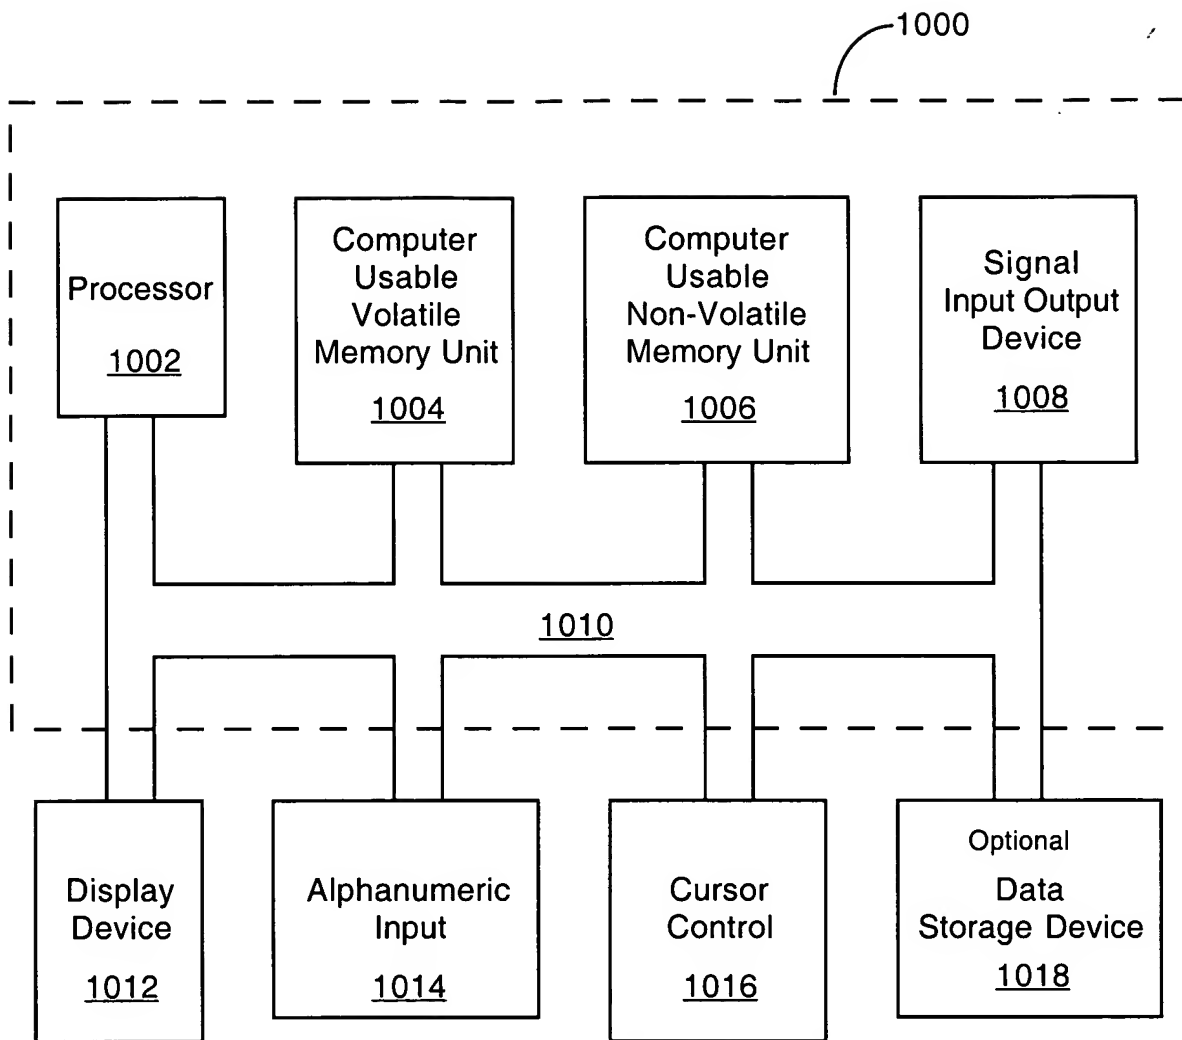 1000
Processor
1002
Computer
Usable
Volatile
Memory Unit
1004
Computer
Usable
Non-Volatile
Memory Unit
1006
Signal
Input Output
Device
1008
1010
Display
Device
1012
Alphanumeric
Input
1014
Cursor
Control
1016
Optional
Data
Storage Device
1018